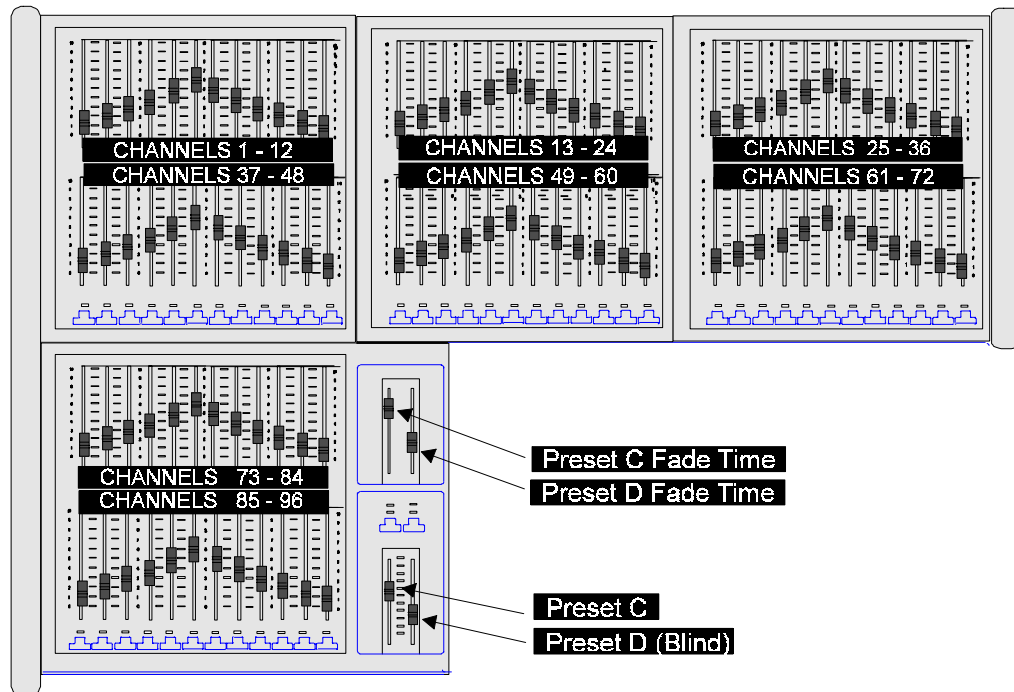 CHANNELS 1 - 12
CHANNELS 37 - 48
CHANNELS 13 - 24
CHANNELS 49 - 60
CHANNELS 25 - 36
CHANNELS 61 - 72
CHANNELS 73 - 84
CHANNELS 85 - 96
Preset C Fade Time
Preset D Fade Time
Preset C
Preset D (Blind)